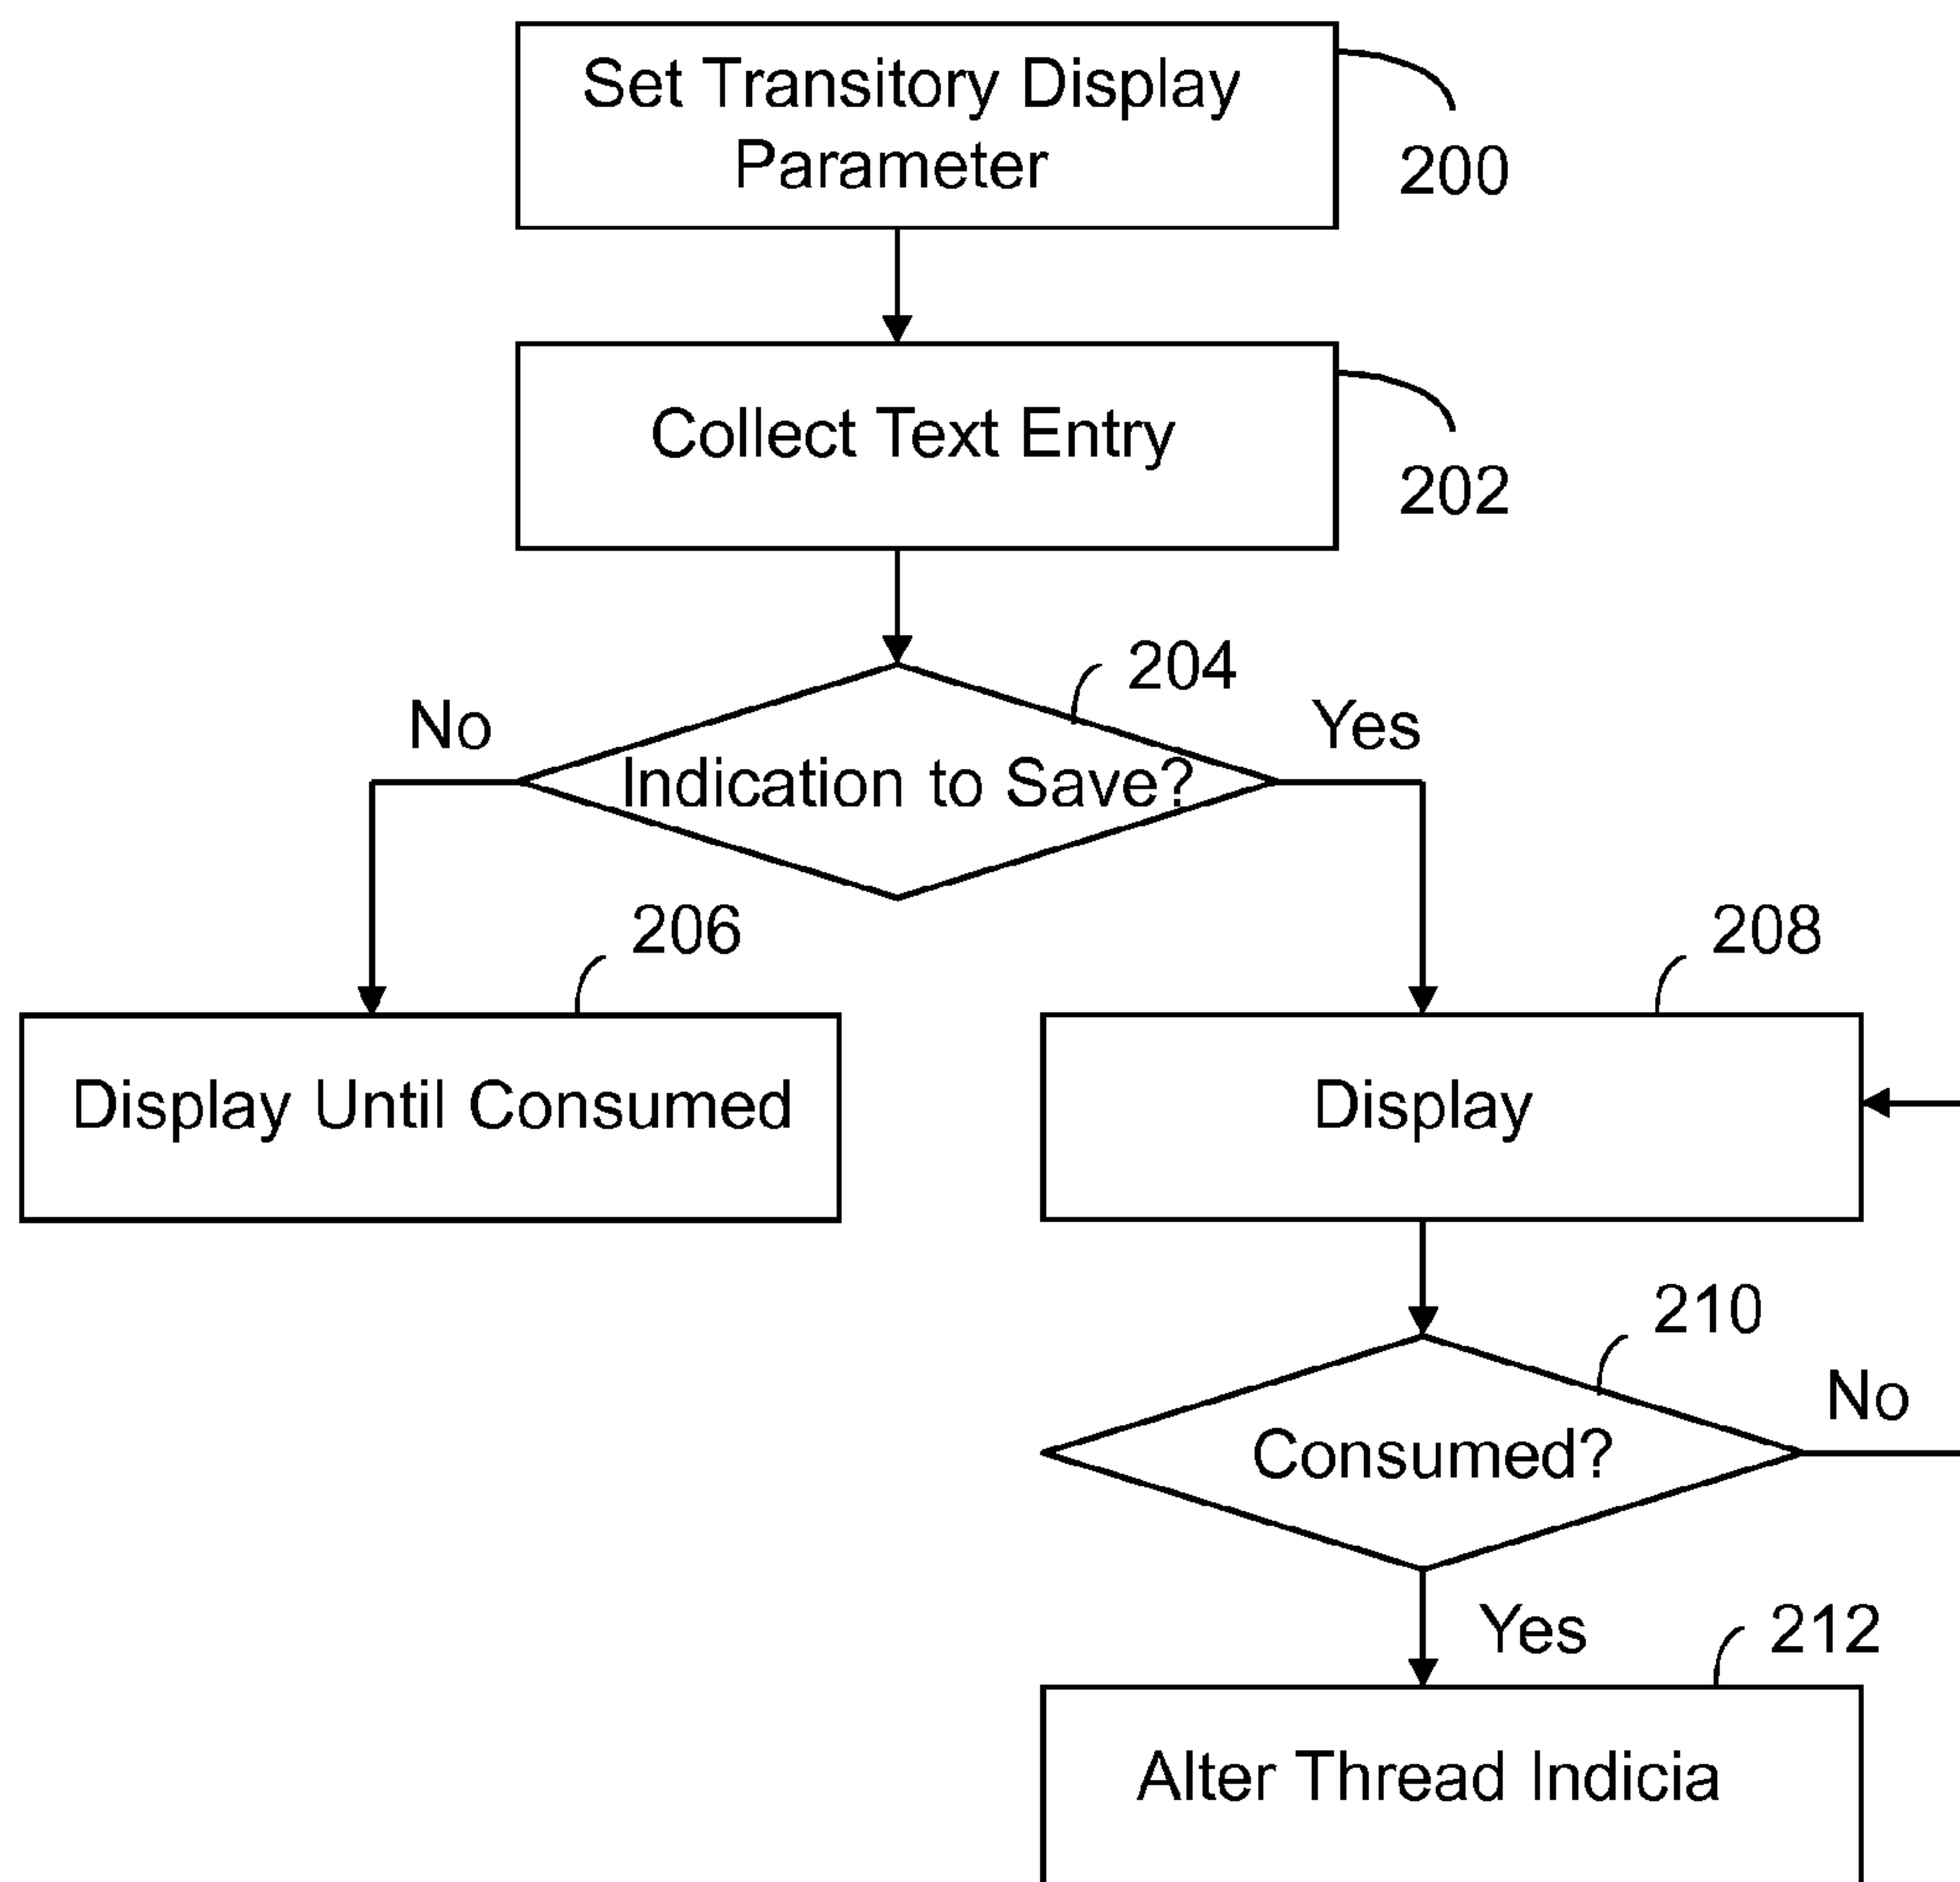 Set Transitory Display
Parameter
200
Collect Text Entry
202
204
No
Yes
Indication to Save?
206
208
Display Until Consumed
Display
210
No
Consumed?
Yes
212
Alter Thread Indicia